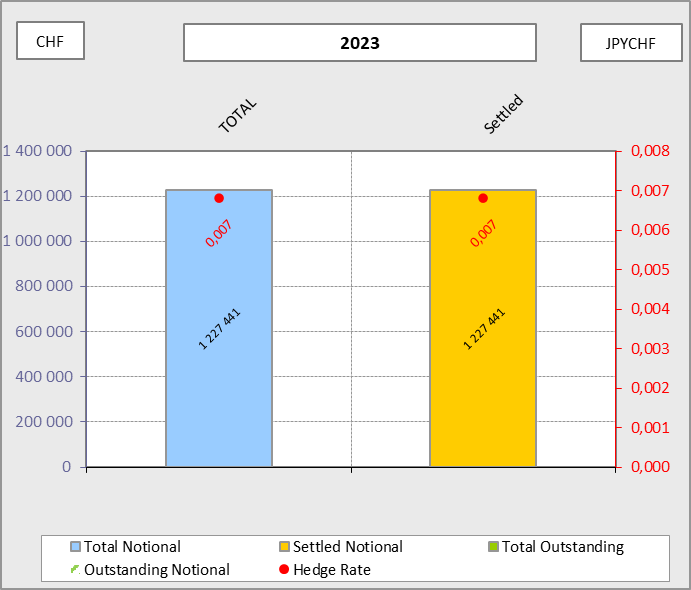 CHF
2023
JPYCHF
TOTAL
Settled
1 400 000
1 200 000
1 000 000
800 000
600 000
400 000
200 000
0
0,007
1 227 441
0,007
1 227 441
0,008
0,007
0,006
0,005
0,004
0,003
0,002
0,001
0,000
Total Notional
Settled Notional
Total Outstanding
Outstanding Notional
Hedge Rate